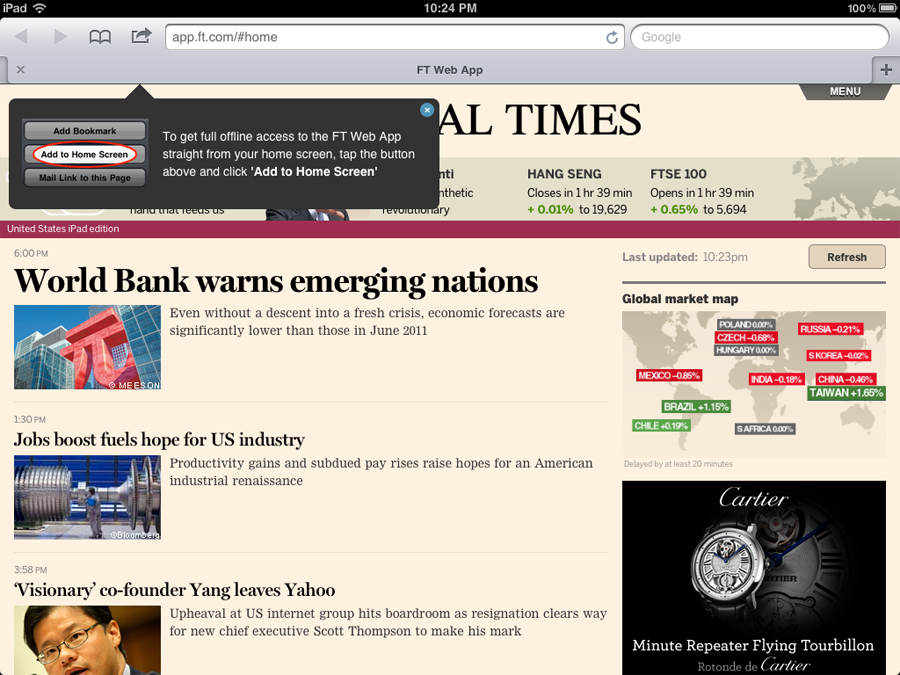 iPad
10:24 PM
100%
app.ft.com/#home
Google
FT Web App
MENU
AL TIMES
Add Bookmark
Add to Home Screen
Mail Link to this Page
To get full offline access to the FT Web App
straight from your home screen, tap the button
above and click 'Add to Home Screen'
hand that feeds us
nti
nthetic
revolutionary
HANG SENG
Closes in 1 hr 39 min
+ 0.01% to 19,629
FTSE 100
Opens in 1 hr 39 min
+ 0.65% to 5,694
United States iPad edition
6:00 PM
World Bank warns emerging nations
Even without a descent into a fresh crisis, economic forecasts are
significantly lower than those in June 2011
© MEESON
1:30 PM
Jobs boost fuels hope for US industry
Productivity gains and subdued pay rises raise hopes for an American
industrial renaissance
©Bloomberg
3:58 PM
‘Visionary’ co-founder Yang leaves Yahoo
Upheaval at US internet group hits boardroom as resignation clears way
for new chief executive Scott Thompson to make his mark
Last updated: 10:23pm
Refresh
Global market map
POLAND 0.00%
RUSSIA –0.21%
CZECH –0.68%
HUNGARY 0.00%
S KOREA –0.02%
MEXICO –0.85%
INDIA –0.18%
CHINA –0.46%
TAIWAN +1.65%
BRAZIL +1.15%
CHILE +0.19%
S AFRICA 0.00%
Delayed by at least 20 minutes
Cartier
Minute Repeater Flying Tourbillon
Rotonde de Cartier